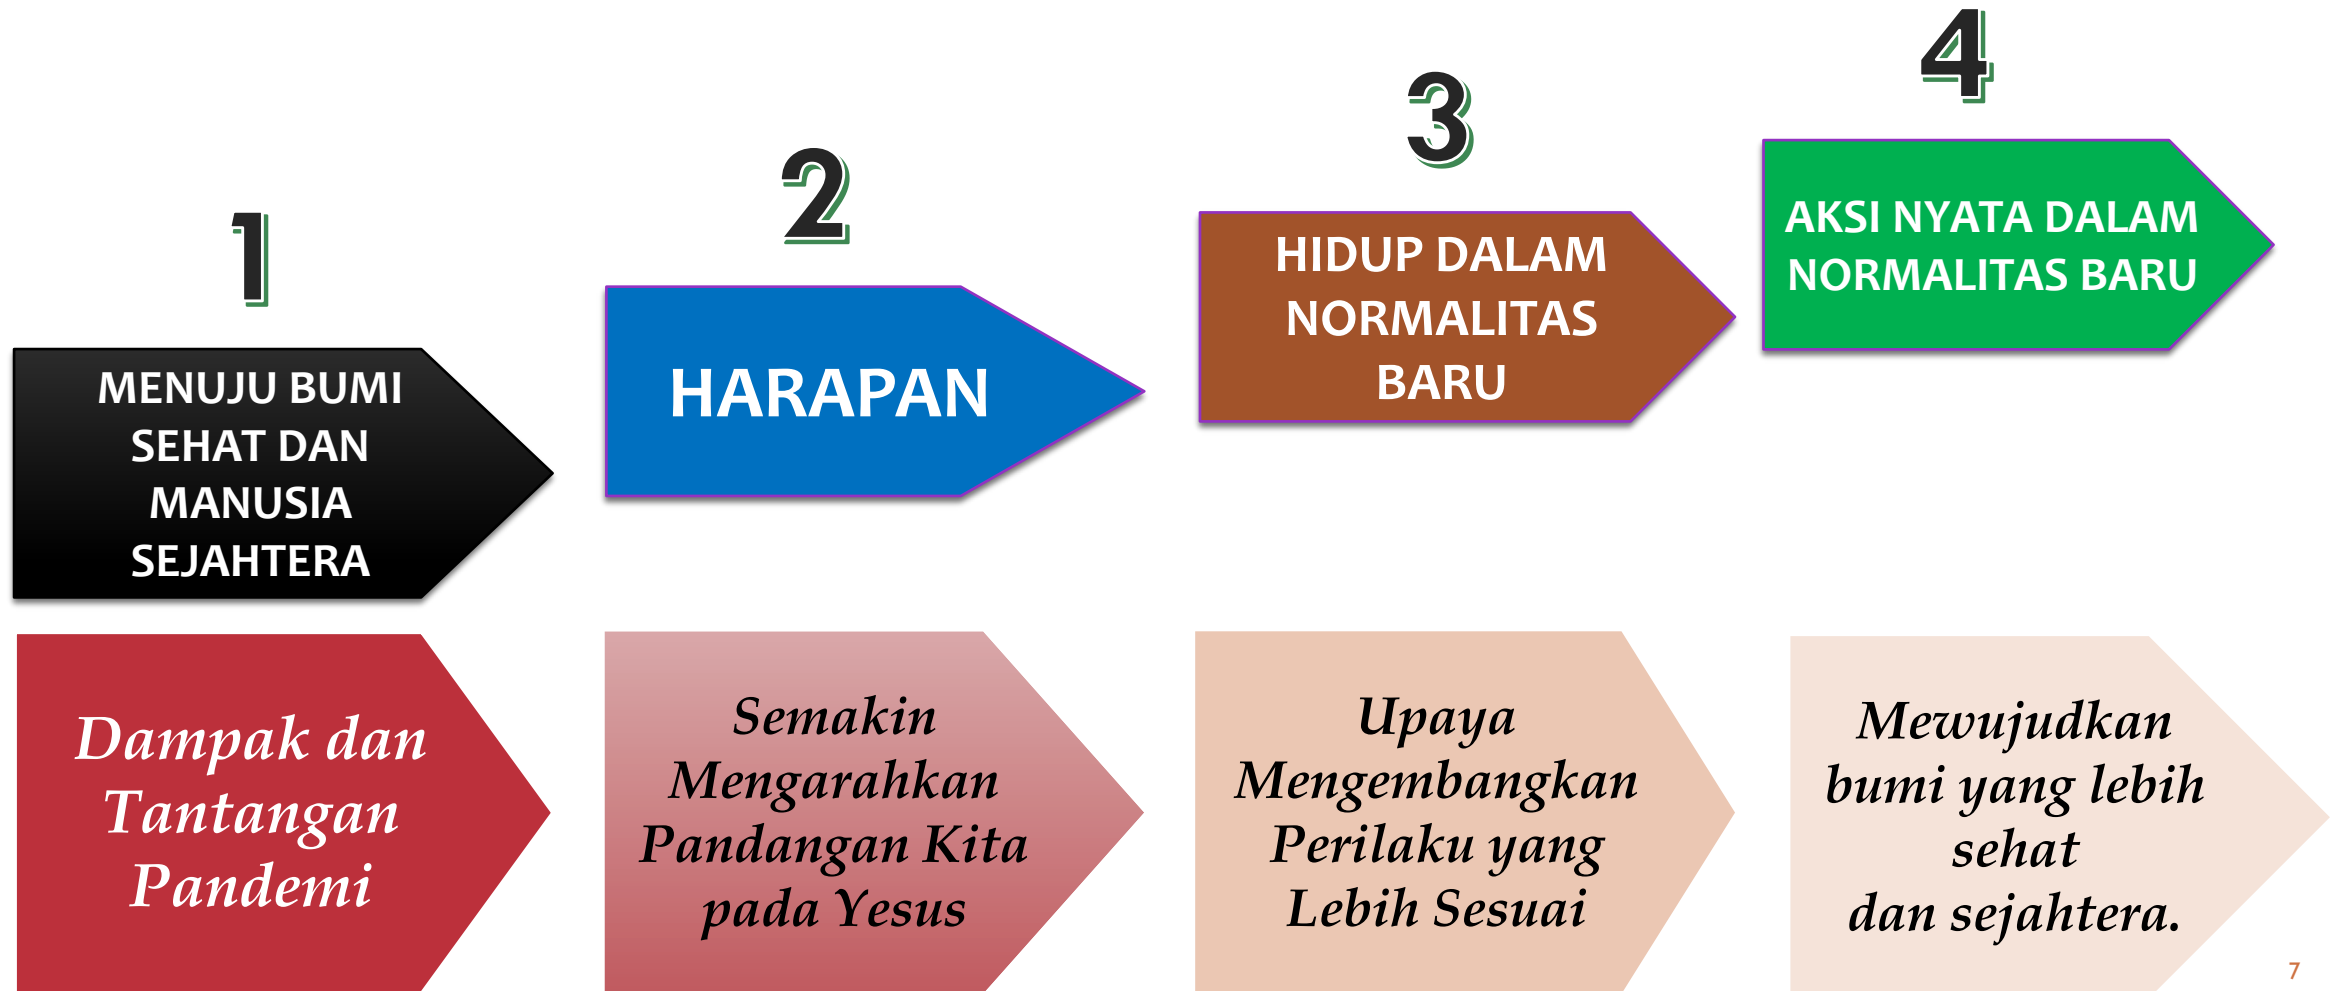 1
MENUJU BUMI
SEHAT DAN
MANUSIA
SEJAHTERA
Dampak dan
Tantangan
Pandemi
2
HARAPAN
Semakin
Mengarahkan
Pandangan Kita
pada Yesus
3
HIDUP DALAM
NORMALITAS
BARU
Upaya
Mengembangkan
Perilaku yang
Lebih Sesuai
4
AKSI NYATA DALAM
NORMALITAS BARU
Mewujudkan
bumi yang lebih
sehat
dan sejahtera.
7